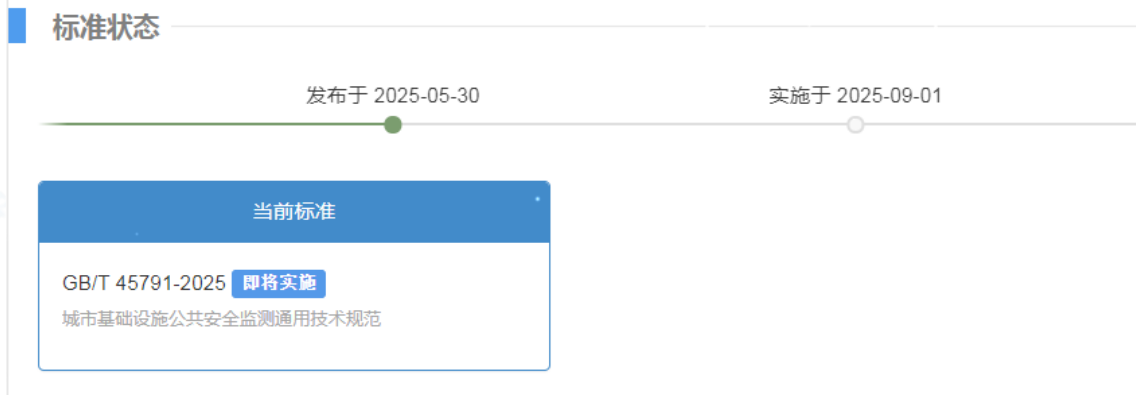 标准状态
发布于 2025-05-30
实施于 2025-09-01
当前标准
GB/T 45791-2025 即将实施
城市基础设施公共安全监测通用技术规范